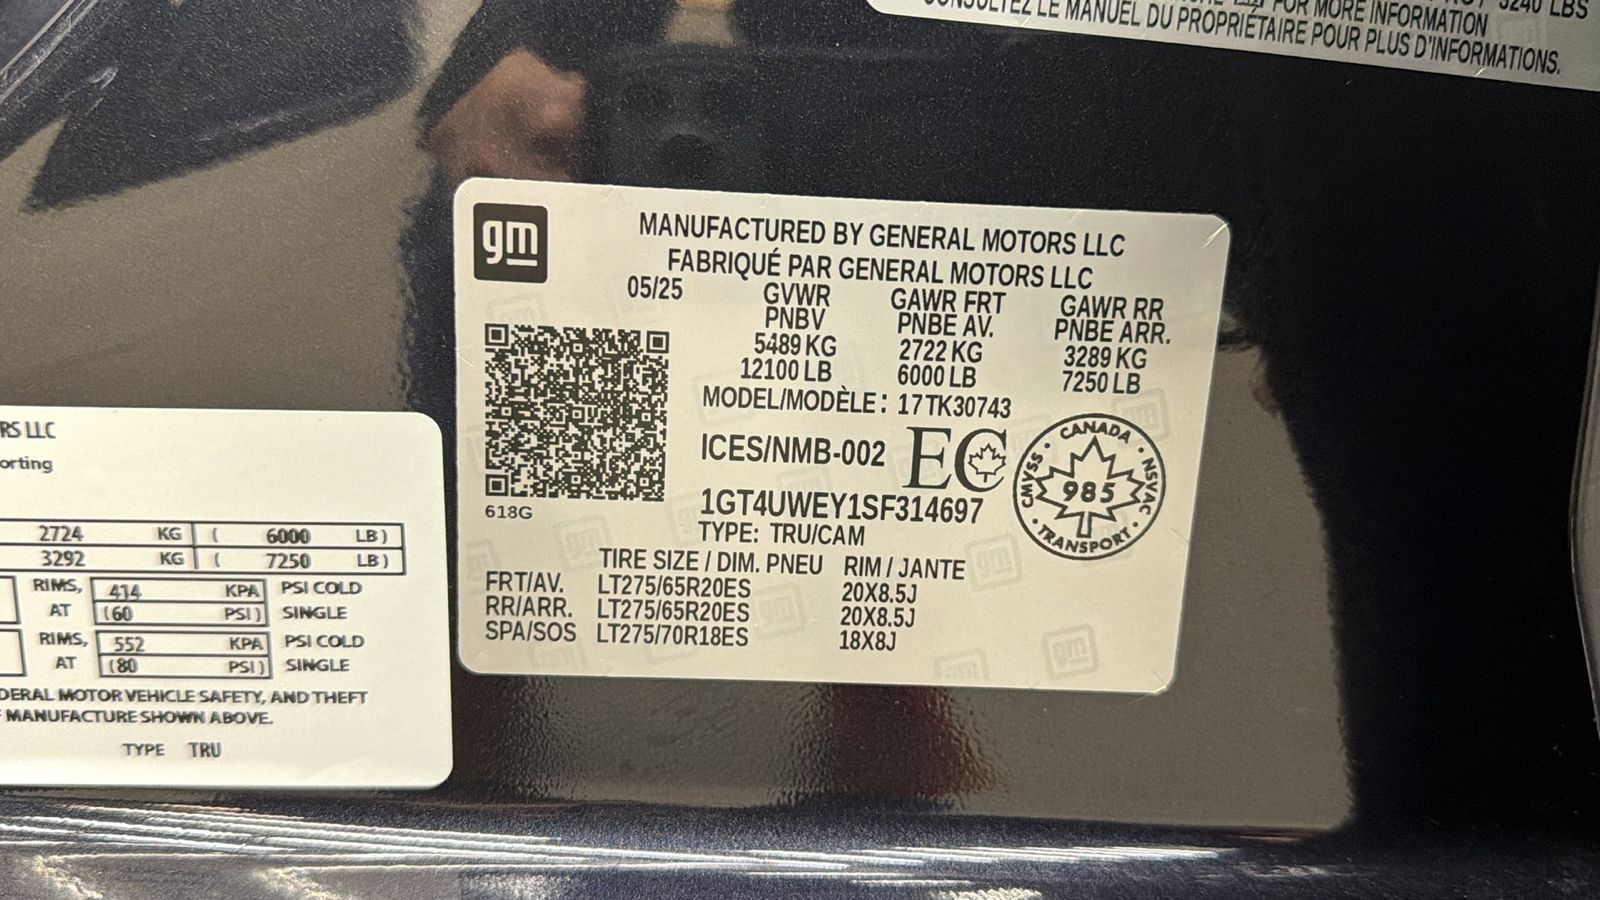 3240 LBS
FOR MORE INFORMATION
CONSULTEZ LE MANUEL DU PROPRIÉTAIRE POUR PLUS D'INFORMATIONS.
gm
MANUFACTURED BY GENERAL MOTORS LLC
FABRIQUÉ PAR GENERAL MOTORS LLC
05/25 GVWR GAWR FRT GAWR RR
PNBV PNBE AV. PNBE ARR.
5489 KG 2722 KG 3289 KG
12100 LB 6000 LB 7250 LB
MODEL/MODÈLE: 17TK30743
ICES/NMB-002 EC
CANADA
CMVSS · NSVAC
985
TRANSPORT
1GT4UWEY1SF314697
618G
TYPE: TRU/CAM
TIRE SIZE / DIM. PNEU RIM / JANTE
FRT/AV. LT275/65R20ES 20X8.5J
RR/ARR. LT275/65R20ES 20X8.5J
SPA/SOS LT275/70R18ES 18X8J
RS LLC
orting
2724 KG ( 6000 LB)
3292 KG ( 7250 LB)
RIMS, 414 KPA PSI COLD
AT (60 PSI) SINGLE
RIMS, 552 KPA PSI COLD
AT (80 PSI) SINGLE
DERAL MOTOR VEHICLE SAFETY, AND THEFT
F MANUFACTURE SHOWN ABOVE.
TYPE TRU